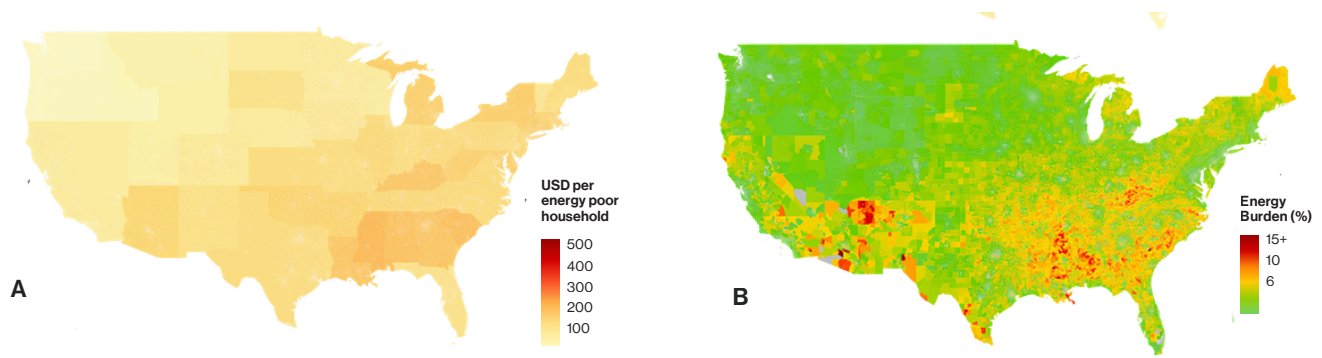 USD per
energy poor
household
500
400
300
200
100
A
Energy
Burden (%)
15+
10
6
B